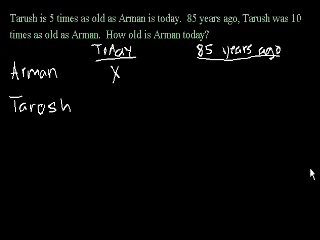 Tarush is 5 times as old as Arman is today. 85 years ago, Tarush was 10
times as old as Arman. How old is Arman today?
Today 85 years ago
Arman X
Tarosh